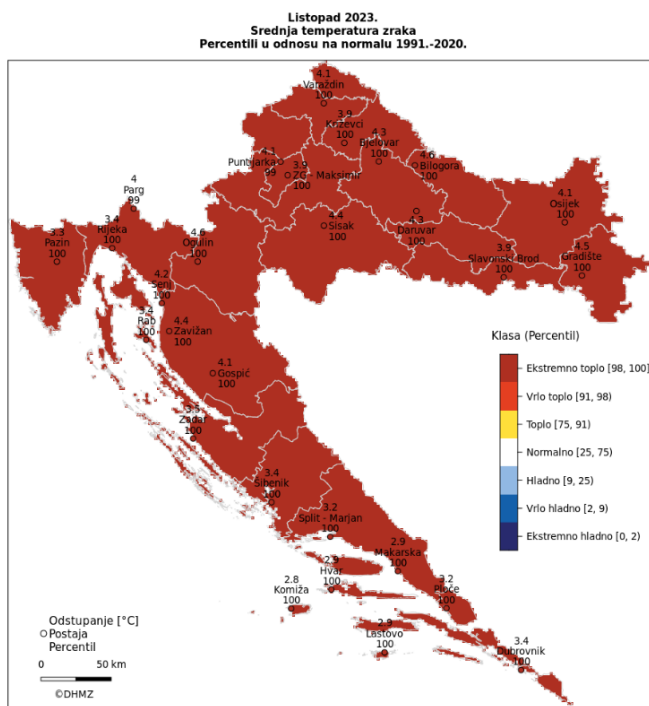 Listopad 2023.
Srednja temperatura zraka
Percentili u odnosu na normalu 1991.-2020.
4.1
Varaždin
100
3.9
Križevci
100
4.3
Bjelovar
100
4.6
Bilogora
100
4.1
Puntijarka
99
3.9
ZG - Maksimir
100
4
Parg
99
3.3
Pazin
100
3.4
Rijeka
100
4.6
Ogulin
100
4.4
Sisak
100
4.3
Daruvar
100
4.1
Osijek
100
3.9
Slavonski Brod
100
4.5
Gradište
100
4.2
Senj
100
3.4
Rab
100
4.4
Zavižan
100
4.1
Gospić
100
3.5
Zadar
100
3.4
Šibenik
100
3.2
Split - Marjan
100
2.9
Makarska
100
2.9
Hvar
100
2.8
Komiža
100
3.2
Ploče
100
2.9
Lastovo
100
3.4
Dubrovnik
100
Klasa (Percentil)
Ekstremno toplo [98, 100]
Vrlo toplo [91, 98)
Toplo [75, 91)
Normalno [25, 75)
Hladno [9, 25)
Vrlo hladno [2, 9)
Ekstremno hladno [0, 2)
Odstupanje [°C]
Postaja
Percentil
0 50 km
©DHMZ